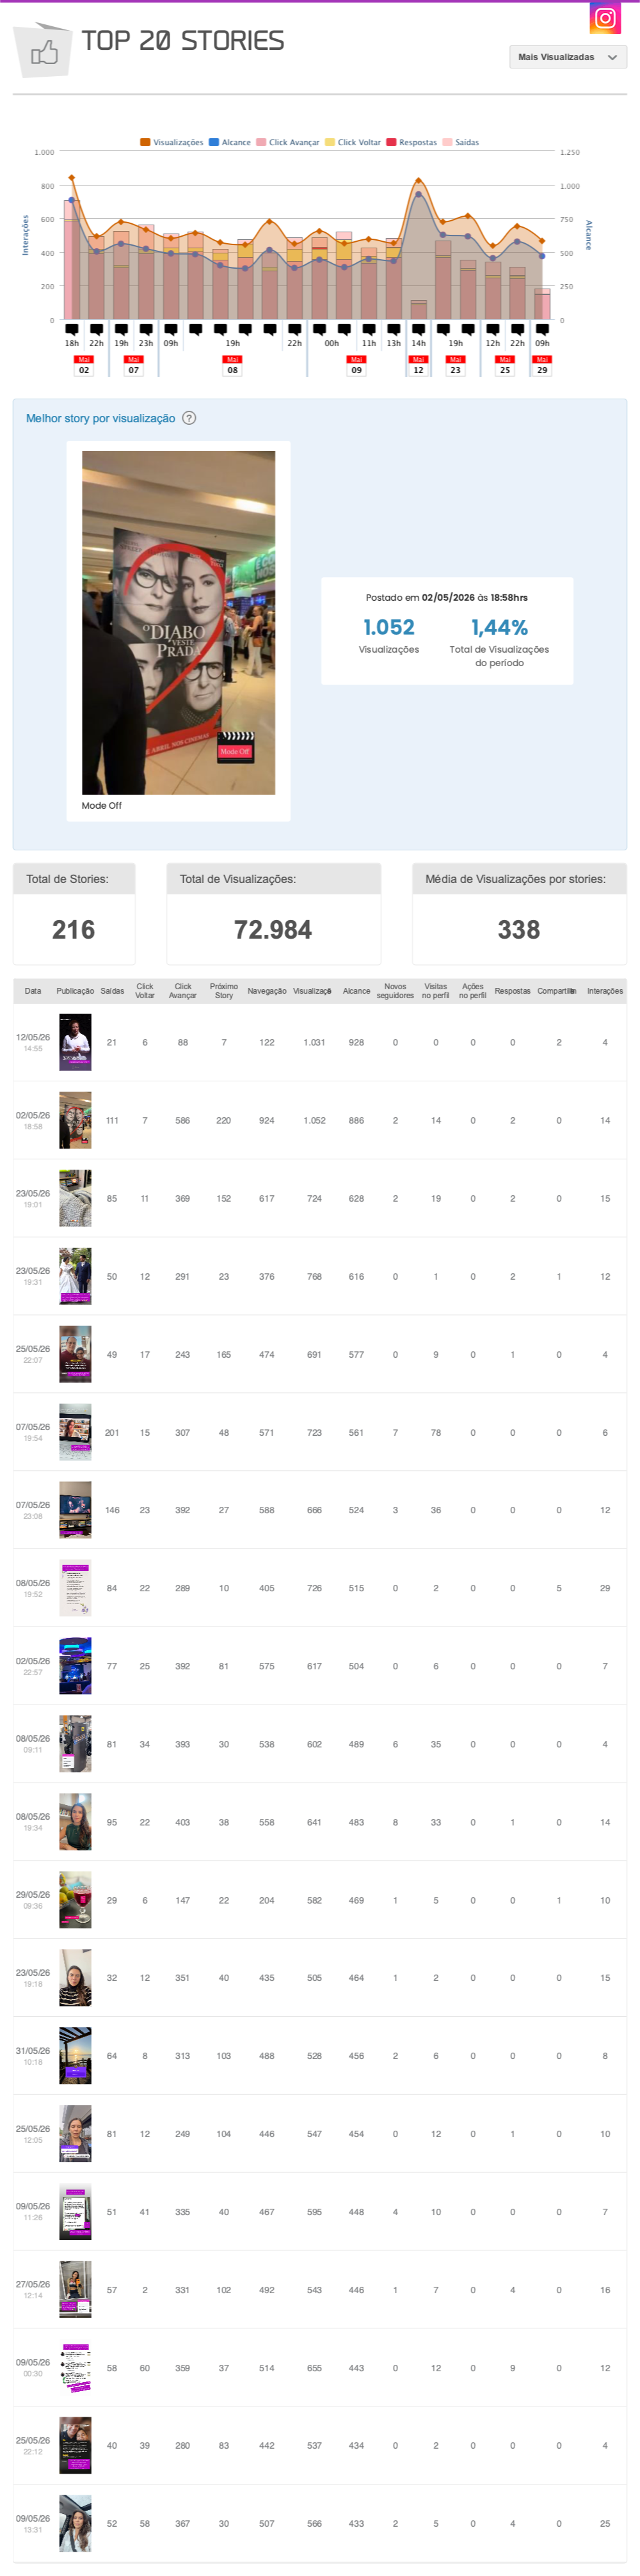 TOP 20 STORIES
Mais Visualizadas
Visualizações Alcance Click Avançar Click Voltar Respostas Saídas
Interações
Alcance
1.000 1.250
800 1.000
600 750
400 500
200 250
0 0
18h 22h 19h 23h 09h 19h 22h 00h 11h 13h 14h 19h 12h 22h 09h
Mai Mai Mai Mai Mai Mai Mai Mai
02 07 08 09 12 23 25 29
Melhor story por visualização ?
O DIABO
VESTE
PRADA
Mode Off
Mode Off
Postado em 02/05/2026 às 18:58hrs
1.052 1,44%
Visualizações Total de Visualizações
do período
Total de Stories: Total de Visualizações: Média de Visualizações por stories:
216 72.984 338
Data Publicação Saídas Click Voltar Click Avançar Próximo Story Navegação Visualizaçõ Alcance Novos seguidores Visitas no perfil Ações no perfil Respostas Interações
12/05/26 21 6 88 7 122 1.031 928 0 0 0 0 2 4
14:55
02/05/26 111 7 586 220 924 1.052 886 2 14 0 2 0 14
18:58
23/05/26 85 11 369 152 617 724 628 2 19 0 2 0 15
19:01
23/05/26 50 12 291 23 376 768 616 0 1 0 2 1 12
19:31
25/05/26 49 17 243 165 474 691 577 0 9 0 1 0 4
22:07
07/05/26 201 15 307 48 571 723 561 7 78 0 0 0 6
19:54
07/05/26 146 23 392 27 588 666 524 3 36 0 0 0 12
23:08
08/05/26 84 22 289 10 405 726 515 0 2 0 0 5 29
19:52
02/05/26 77 25 392 81 575 617 504 0 6 0 0 0 7
22:57
08/05/26 81 34 393 30 538 602 489 6 35 0 0 0 4
09:11
08/05/26 95 22 403 38 558 641 483 8 33 0 1 0 14
19:34
29/05/26 29 6 147 22 204 582 469 1 5 0 0 1 10
09:36
23/05/26 32 12 351 40 435 505 464 1 2 0 0 0 15
19:18
31/05/26 64 8 313 103 488 528 456 2 6 0 0 0 8
10:18
25/05/26 81 12 249 104 446 547 454 0 12 0 1 0 10
12:05
09/05/26 51 41 335 40 467 595 448 4 10 0 0 0 7
11:26
27/05/26 57 2 331 102 492 543 446 1 7 0 4 0 16
12:14
09/05/26 58 60 359 37 514 655 443 0 12 0 9 0 12
00:30
25/05/26 40 39 280 83 442 537 434 0 2 0 0 0 4
22:12
09/05/26 52 58 367 30 507 566 433 2 5 0 4 0 25
13:31